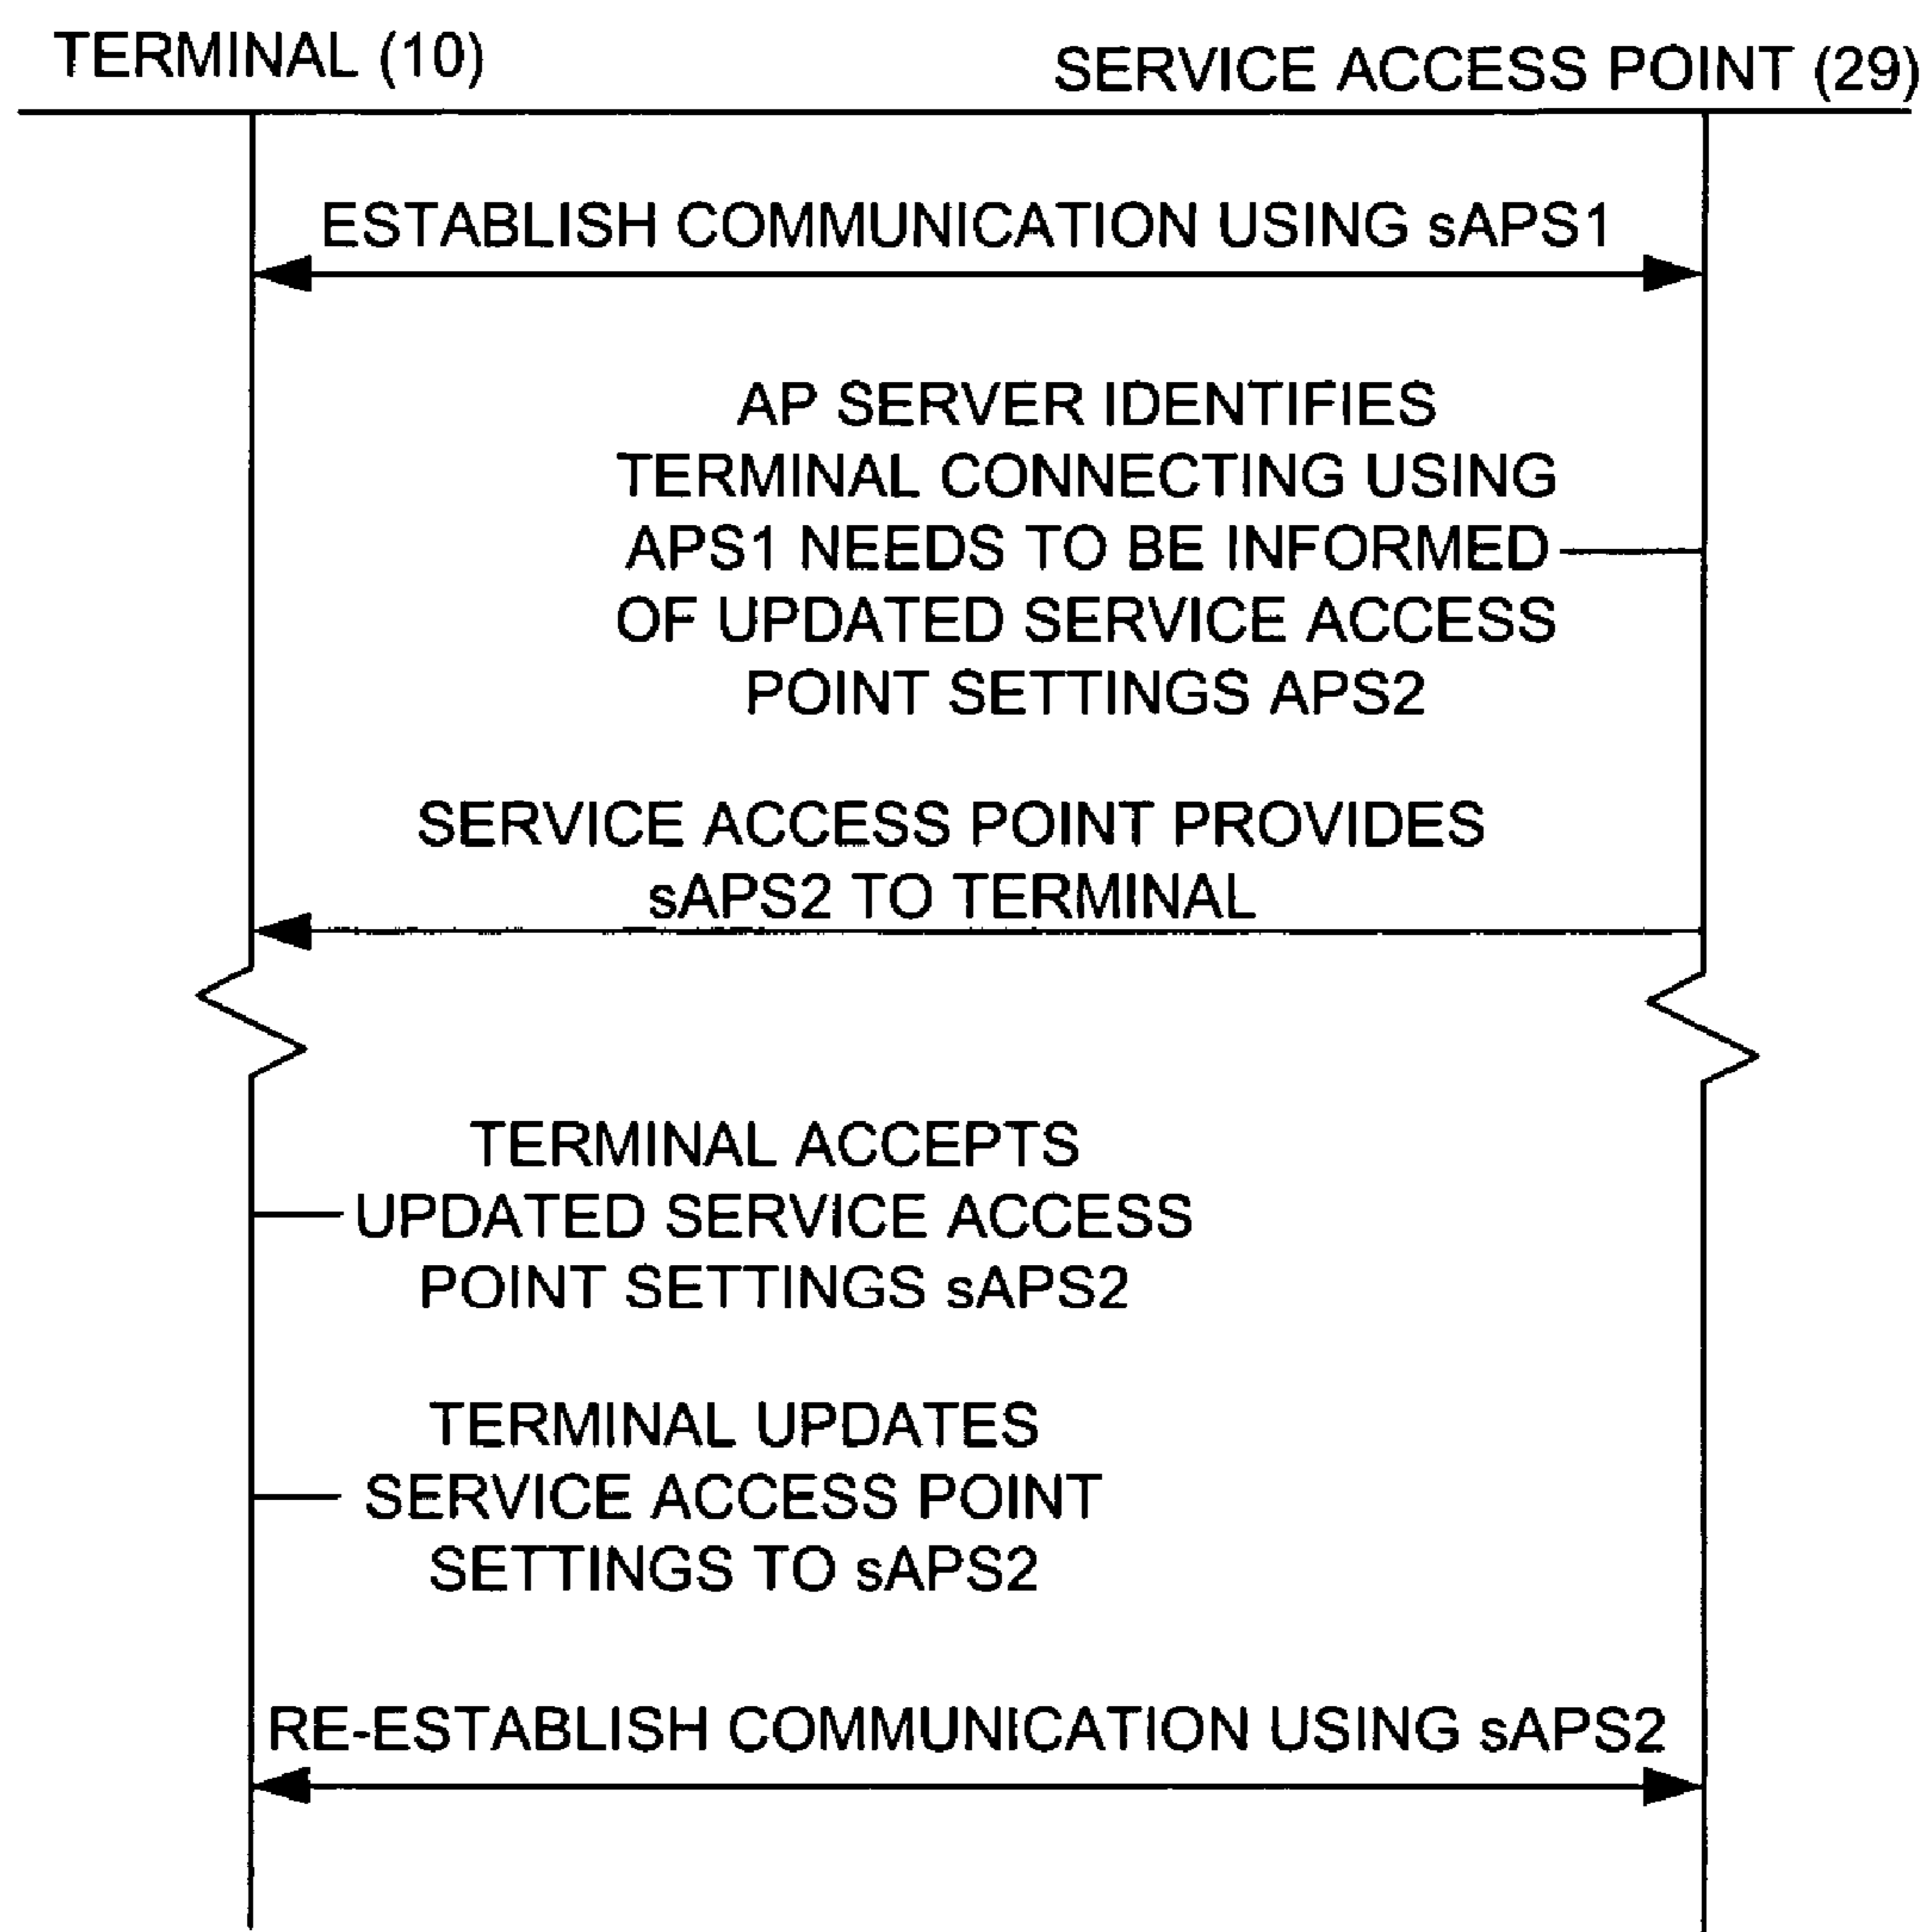 TERMINAL (10)
SERVICE ACCESS POINT (29)
ESTABLISH COMMUNICATION USING sAPS1
AP SERVER IDENTIFIES
TERMINAL CONNECTING USING
APS1 NEEDS TO BE INFORMED
OF UPDATED SERVICE ACCESS
POINT SETTINGS APS2
SERVICE ACCESS POINT PROVIDES
sAPS2 TO TERMINAL
TERMINAL ACCEPTS
UPDATED SERVICE ACCESS
POINT SETTINGS sAPS2
TERMINAL UPDATES
SERVICE ACCESS POINT
SETTINGS TO sAPS2
RE-ESTABLISH COMMUNICATION USING sAPS2